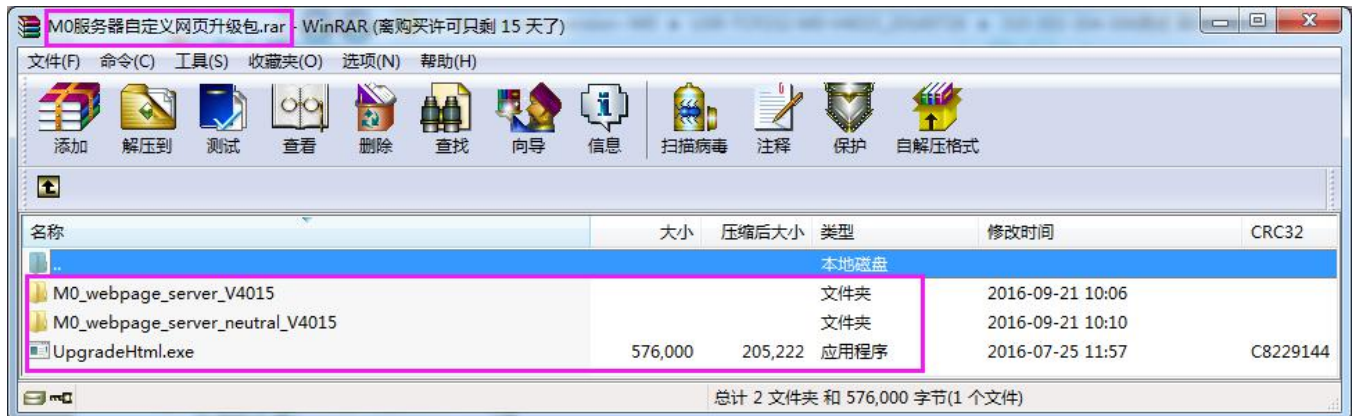 M0服务器自定义网页升级包.rar - WinRAR (离购买许可只剩 15 天了)
文件(F) 命令(C) 工具(S) 收藏夹(O) 选项(N) 帮助(H)
添加 解压到 测试 查看 删除 查找 向导 信息 扫描病毒 注释 保护 自解压格式
名称 大小 压缩后大小 类型 修改时间 CRC32
.. 本地磁盘
M0_webpage_server_V4015 文件夹 2016-09-21 10:06
M0_webpage_server_neutral_V4015 文件夹 2016-09-21 10:10
UpgradeHtml.exe 576,000 205,222 应用程序 2016-07-25 11:57 C8229144
总计 2 文件夹 和 576,000 字节(1 个文件)